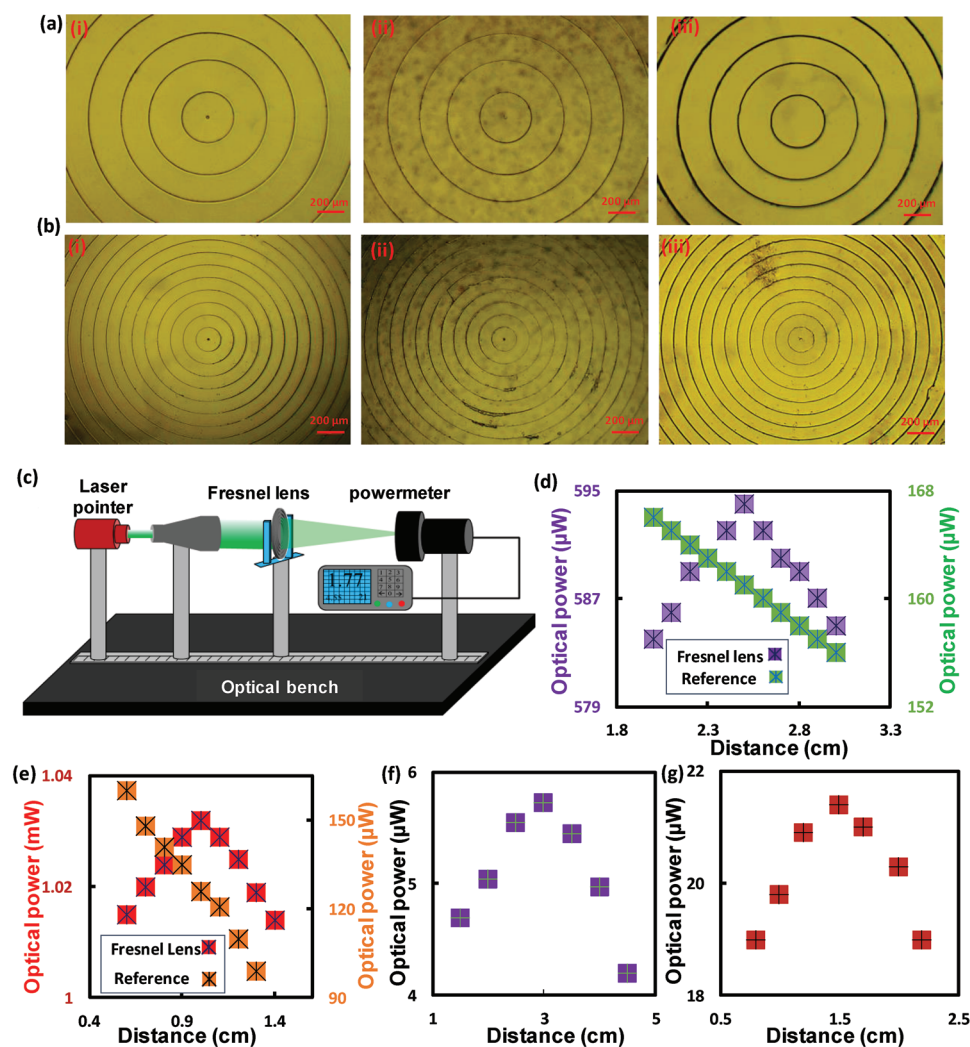 (a)
(i)
(ii)
(iii)
200 µm
200 µm
200 µm
(b)
(i)
(ii)
(iii)
200 µm
200 µm
200 µm
(c)
Laser
pointer
Fresnel lens
powermeter
1.77
Optical bench
(d)
595
587
579
Optical power (µW)
168
160
152
Optical power (µW)
Fresnel lens
Reference
1.8 2.3 2.8 3.3
Distance (cm)
(e)
1.04
1.02
1
Optical power (mW)
150
120
90
Optical power (µW)
Fresnel Lens
Reference
0.4 0.9 1.4
Distance (cm)
(f)
6
5
4
Optical power (µW)
1 3 5
Distance (cm)
(g)
22
20
18
Optical power (µW)
0.5 1.5 2.5
Distance (cm)